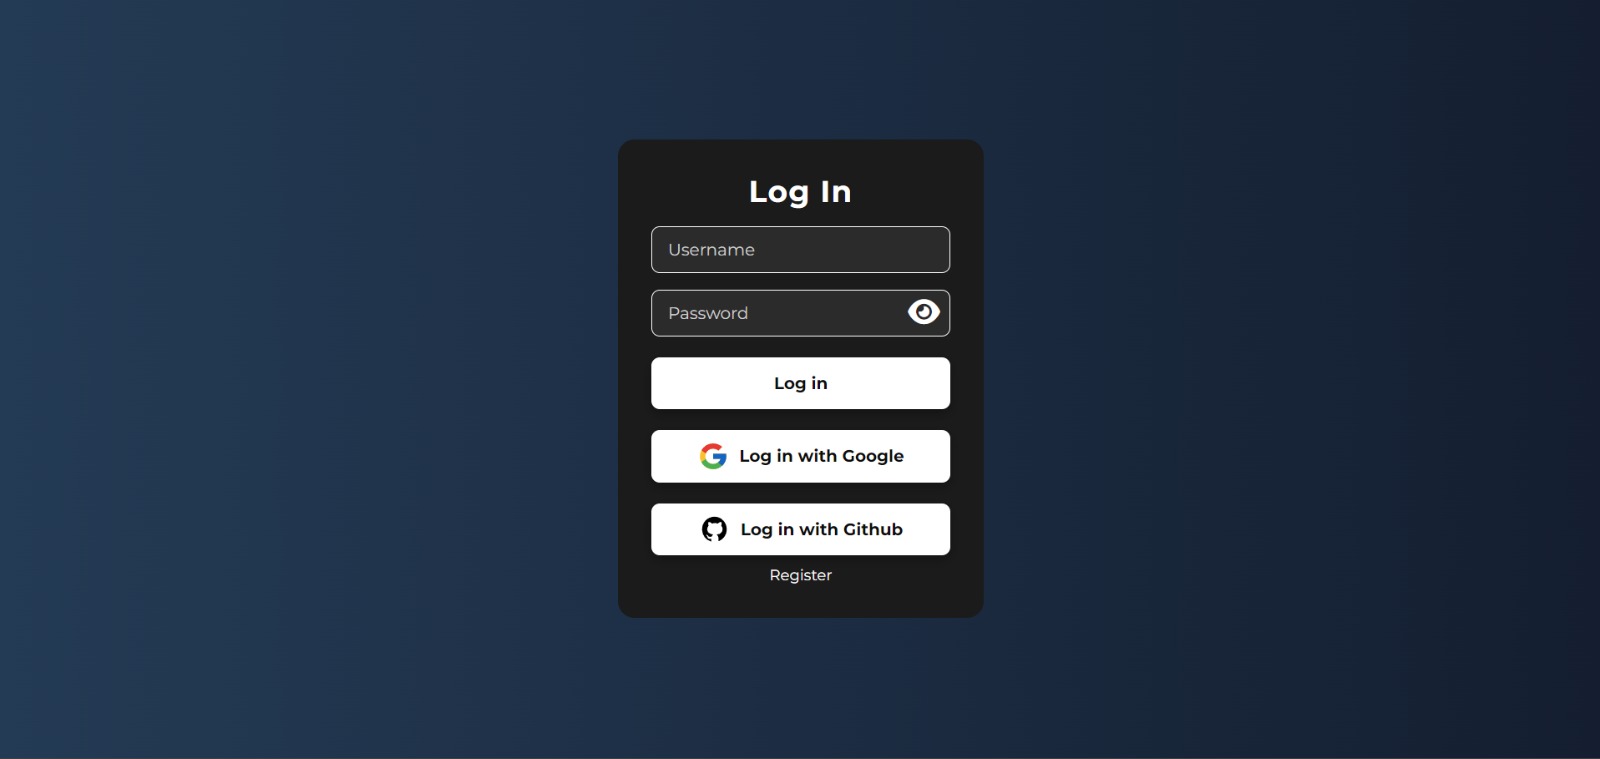 Log In
Username
Password
Log in
Log in with Google
Log in with Github
Register